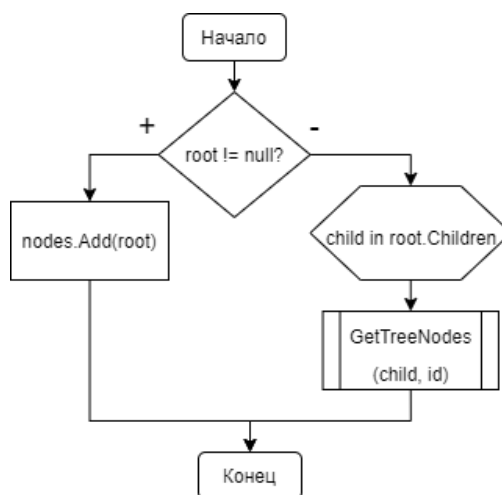 Начало
+
-
root != null?
nodes.Add(root)
child in root.Children
GetTreeNodes
(child, id)
Конец